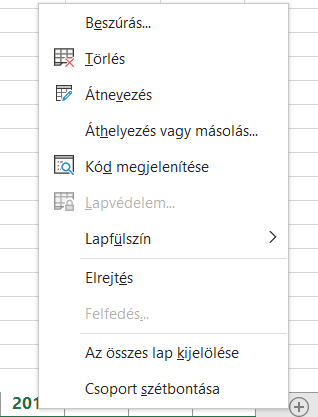 Beszúrás...
Törlés
Átnevezés
Áthelyezés vagy másolás...
Kód megjelenítése
Lapvédelem...
Lapfülszín
Elrejtés
Felfedés...
Az összes lap kijelölése
Csoport szétbontása
201